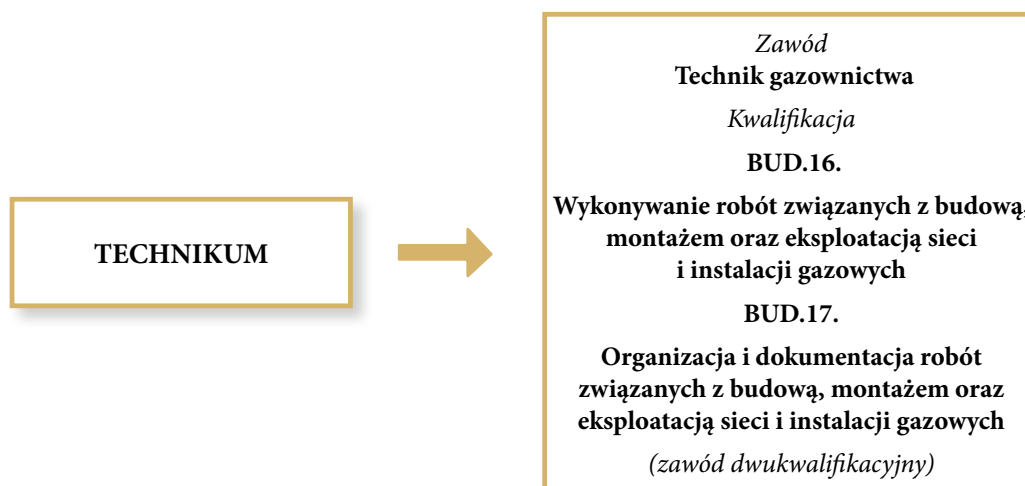 TECHNIKUM
Zawód
Technik gazownictwa
Kwalifikacja
BUD.16.
Wykonywanie robót związanych z budową,
montażem oraz eksploatacją sieci
i instalacji gazowych
BUD.17.
Organizacja i dokumentacja robót
związanych z budową, montażem oraz
eksploatacją sieci i instalacji gazowych
(zawód dwukwalifikacyjny)